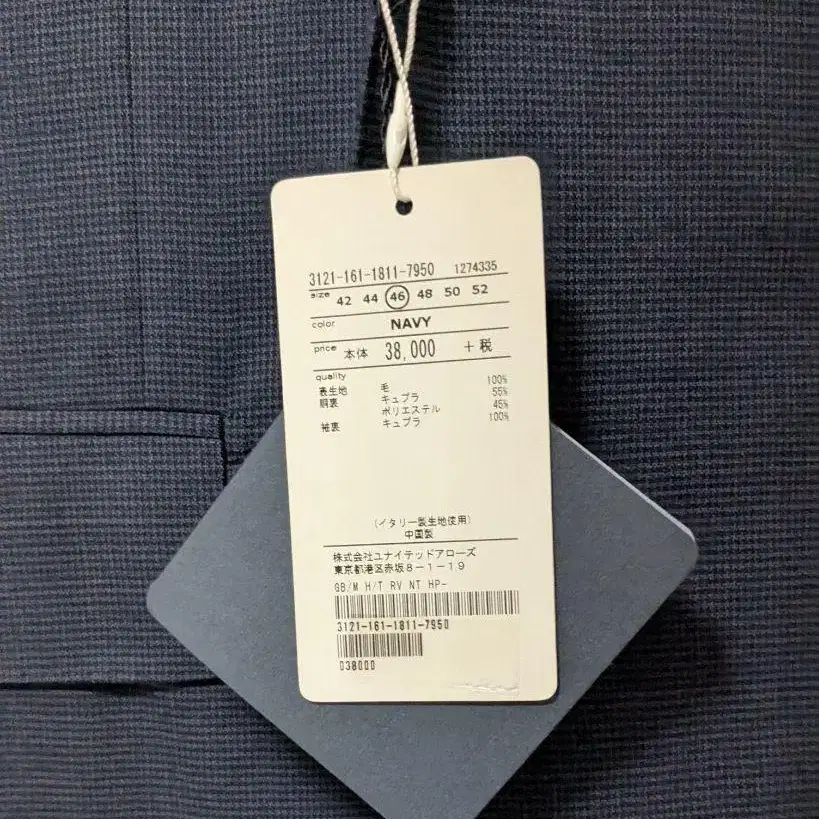 3121-161-1811-7950 1274335
size 42 44 46 48 50 52
color NAVY
price 本体 38,000 +税
quality
表生地 毛 100%
胴裏 キュプラ 55%
ポリエステル 45%
袖裏 キュプラ 100%
(イタリー製生地使用)
中国製
株式会社ユナイテッドアローズ
東京都港区赤坂8-1-19
GB/M H/T RV NT HP-
3121-161-1811-7950
038000